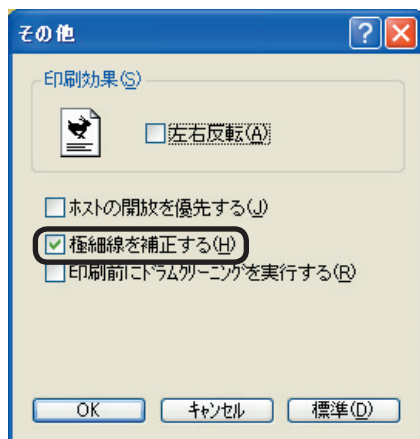 その他
印刷効果(S)
左右反転(A)
ホストの開放を優先する(J)
極細線を補正する(H)
印刷前にドラムクリーニングを実行する(R)
OK キャンセル 標準(D)